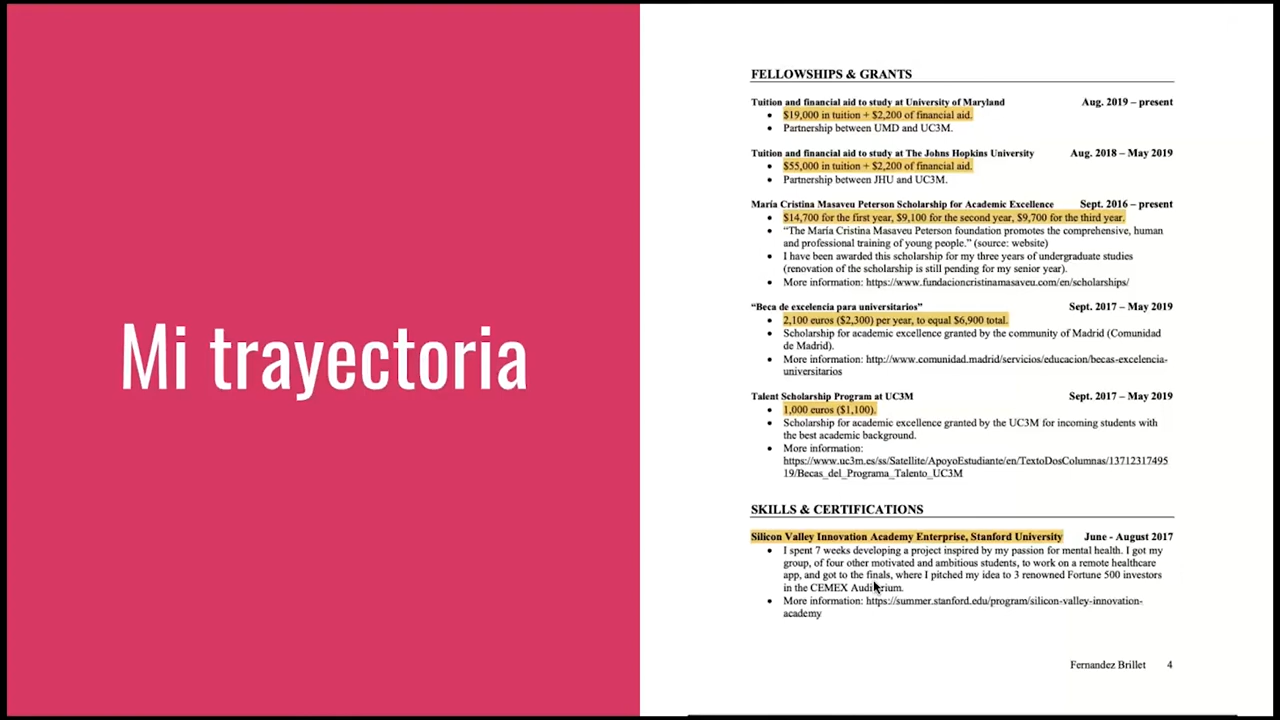 Mi trayectoria
FELLOWSHIPS & GRANTS
Tuition and financial aid to study at University of Maryland Aug. 2019 – present
• $19,000 in tuition + $2,200 of financial aid.
• Partnership between UMD and UC3M.
Tuition and financial aid to study at The Johns Hopkins University Aug. 2018 – May 2019
• $55,000 in tuition + $2,200 of financial aid.
• Partnership between JHU and UC3M.
María Cristina Masaveu Peterson Scholarship for Academic Excellence Sept. 2016 – present
• $14,700 for the first year, $9,100 for the second year, $9,700 for the third year.
• “The María Cristina Masaveu Peterson foundation promotes the comprehensive, human
and professional training of young people.” (source: website)
• I have been awarded this scholarship for my three years of undergraduate studies
(renovation of the scholarship is still pending for my senior year).
• More information: https://www.fundacioncristinamasaveu.com/en/scholarships/
“Beca de excelencia para universitarios” Sept. 2017 – May 2019
• 2,100 euros ($2,300) per year, to equal $6,900 total.
• Scholarship for academic excellence granted by the community of Madrid (Comunidad
de Madrid).
• More information: http://www.comunidad.madrid/servicios/educacion/becas-excelencia-
universitarios
Talent Scholarship Program at UC3M Sept. 2017 – May 2019
• 1,000 euros ($1,100).
• Scholarship for academic excellence granted by the UC3M for incoming students with
the best academic background.
• More information:
https://www.uc3m.es/ss/Satellite/ApoyoEstudiante/en/TextoDosColumnas/13712317495
19/Becas_del_Programa_Talento_UC3M
SKILLS & CERTIFICATIONS
Silicon Valley Innovation Academy Enterprise, Stanford University June - August 2017
• I spent 7 weeks developing a project inspired by my passion for mental health. I got my
group, of four other motivated and ambitious students, to work on a remote healthcare
app, and got to the finals, where I pitched my idea to 3 renowned Fortune 500 investors
in the CEMEX Auditorium.
• More information: https://summer.stanford.edu/program/silicon-valley-innovation-
academy
Fernandez Brillet 4